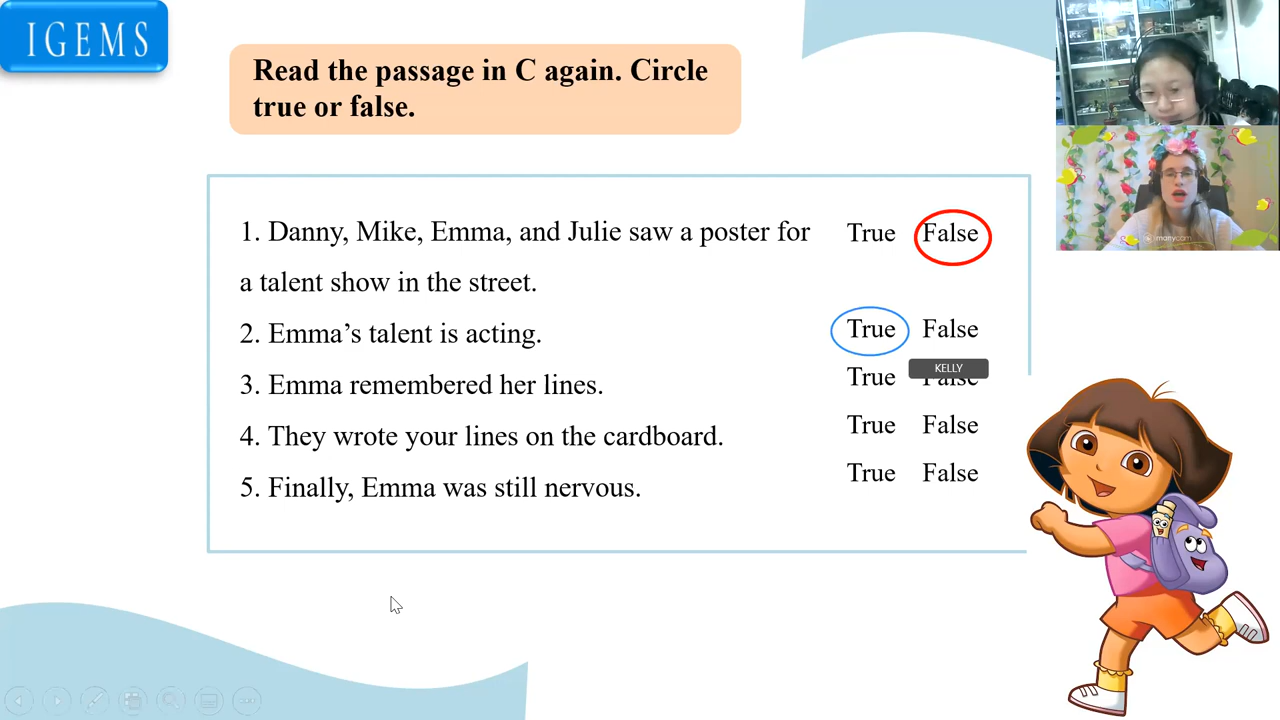 IGEMS
Read the passage in C again. Circle
true or false.
1. Danny, Mike, Emma, and Julie saw a poster for True False
a talent show in the street.
2. Emma's talent is acting. True False
KELLY
3. Emma remembered her lines. True False
4. They wrote your lines on the cardboard. True False
5. Finally, Emma was still nervous. True False
manycam